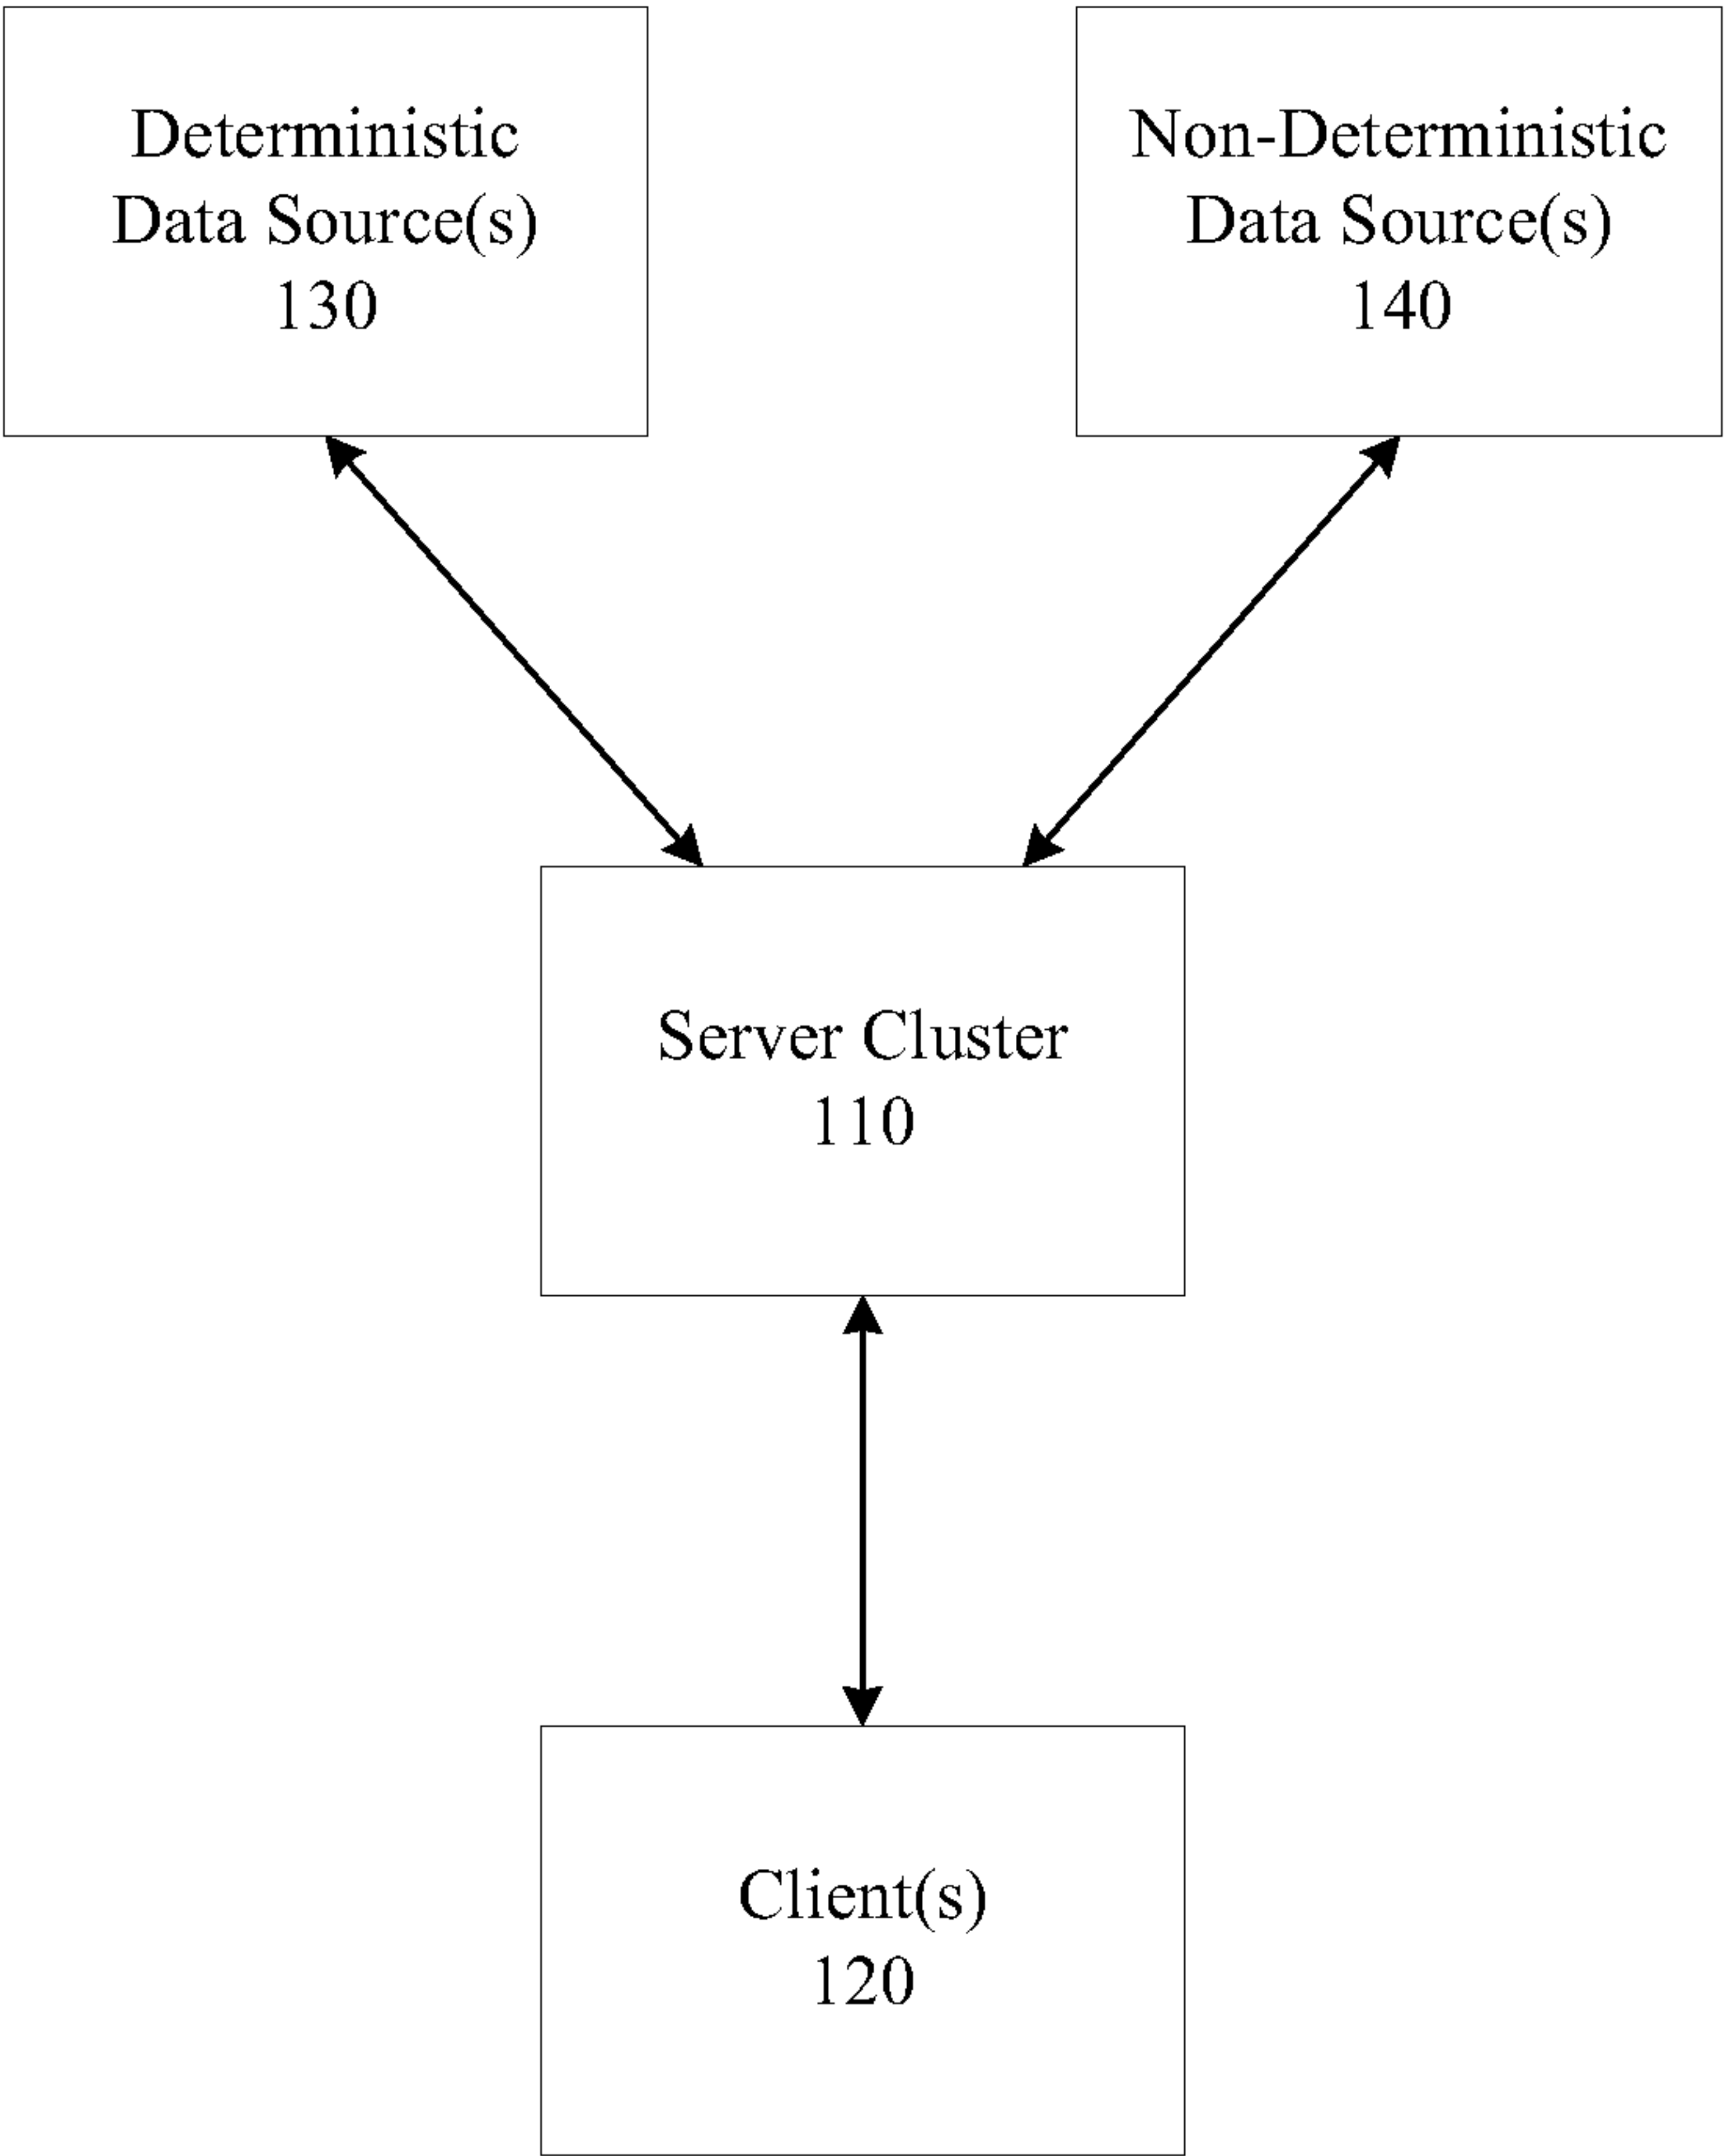 Deterministic
Data Source(s)
130
Non-Deterministic
Data Source(s)
140
Server Cluster
110
Client(s)
120